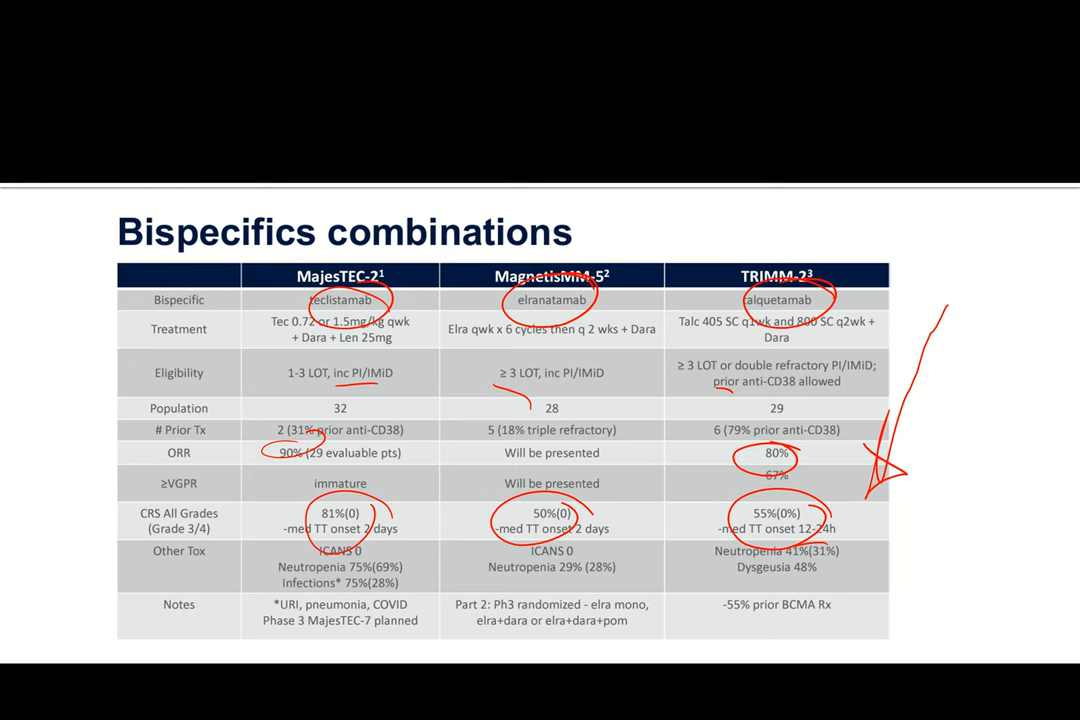 Bispecifics combinations
MajesTEC-2¹ MagnetisMM-5² TRIMM-2³
Bispecific teclistamab elranatamab talquetamab
Treatment Tec 0.72 or 1.5mg/kg qwk + Dara + Len 25mg Elra qwk x 6 cycles then q 2 wks + Dara Talc 405 SC q1wk and 800 SC q2wk + Dara
Eligibility 1-3 LOT, inc PI/IMiD ≥ 3 LOT, inc PI/IMiD ≥ 3 LOT or double refractory PI/IMiD; prior anti-CD38 allowed
Population 32 28 29
# Prior Tx 2 (31% prior anti-CD38) 5 (18% triple refractory) 6 (79% prior anti-CD38)
ORR 90% (29 evaluable pts) Will be presented 80%
≥VGPR immature Will be presented 67%
CRS All Grades (Grade 3/4) 81%(0) -med TT onset 2 days 50%(0) -med TT onset 2 days 55%(0%) -med TT onset 12-24h
Other Tox ICANS 0 Neutropenia 75%(69%) Infections* 75%(28%) ICANS 0 Neutropenia 29% (28%) Neutropenia 41%(31%) Dysgeusia 48%
Notes *URI, pneumonia, COVID Phase 3 MajesTEC-7 planned Part 2: Ph3 randomized - elra mono, elra+dara or elra+dara+pom -55% prior BCMA Rx